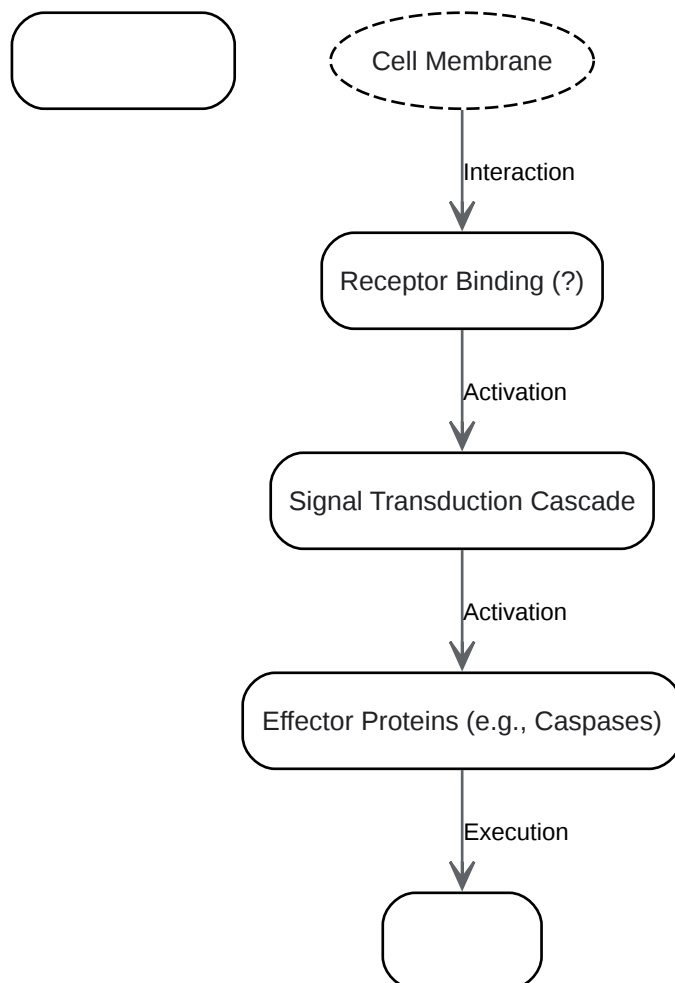 Cell Membrane
Interaction
Receptor Binding (?)
Activation
Signal Transduction Cascade
Activation
Effector Proteins (e.g., Caspases)
Execution